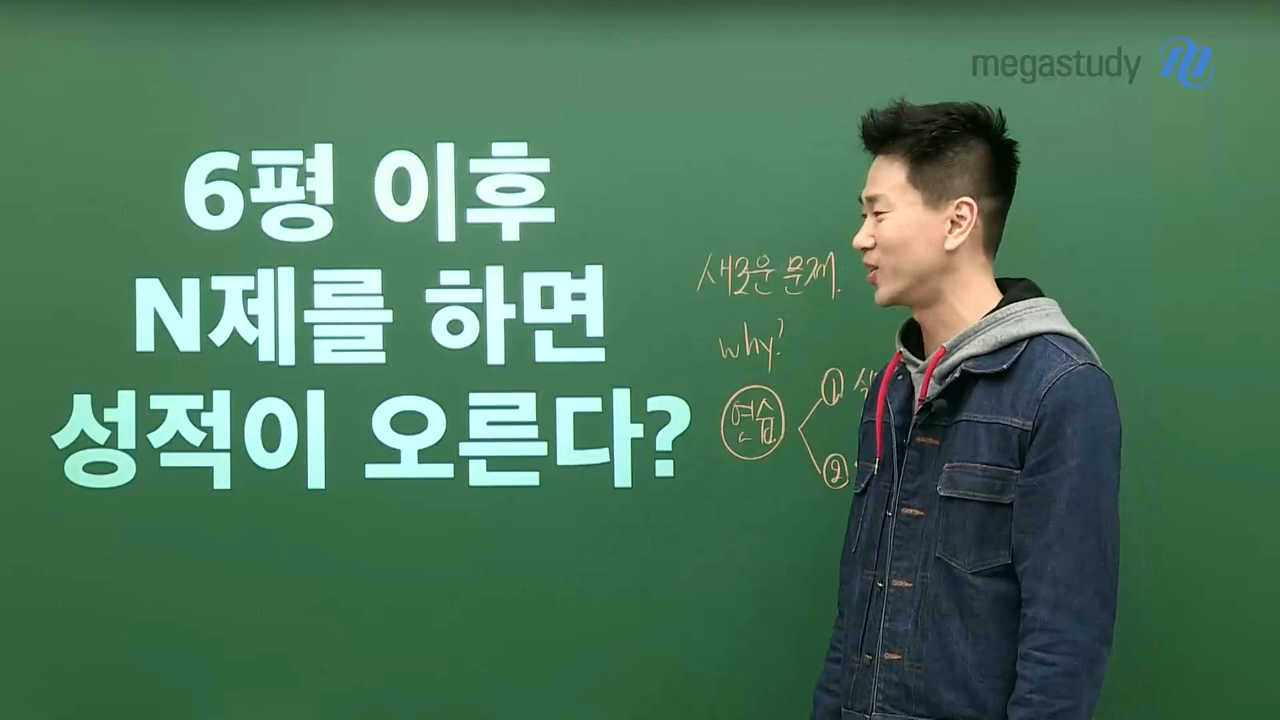 megastudy
6평 이후
N제를 하면
성적이 오른다?
새로운 문제.
why?
연습
①
②